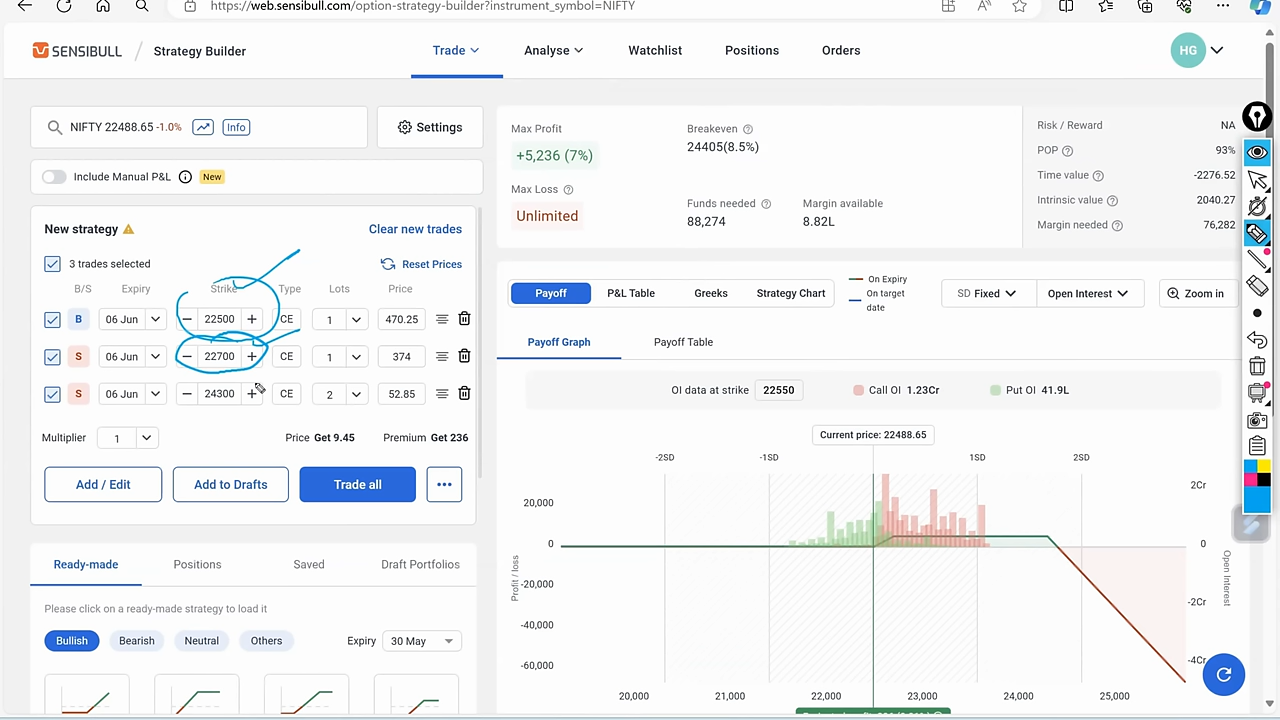 https://web.sensibull.com/option-strategy-builder?instrument_symbol=NIFTY
SENSIBULL / Strategy Builder
Trade Analyse Watchlist Positions Orders
HG
NIFTY 22488.65 -1.0% Info
Settings
Include Manual P&L New
New strategy
Clear new trades
3 trades selected
Reset Prices
B/S Expiry Strike Type Lots Price
B 06 Jun 22500 CE 1 470.25
S 06 Jun 22700 CE 1 374
S 06 Jun 24300 CE 2 52.85
Multiplier 1 Price Get 9.45 Premium Get 236
Add / Edit Add to Drafts Trade all
Ready-made Positions Saved Draft Portfolios
Please click on a ready-made strategy to load it
Bullish Bearish Neutral Others Expiry 30 May
Max Profit
+5,236 (7%)
Max Loss
Unlimited
Breakeven
24405(8.5%)
Funds needed
88,274
Margin available
8.82L
Risk / Reward NA
POP 93%
Time value -2276.52
Intrinsic value 2040.27
Margin needed 76,282
Payoff P&L Table Greeks Strategy Chart
On Expiry
On target
date
SD Fixed Open Interest Zoom in
Payoff Graph Payoff Table
OI data at strike 22550 Call OI 1.23Cr Put OI 41.9L
Current price: 22488.65
-2SD -1SD 1SD 2SD
Profit / loss
20,000
0
-20,000
-40,000
-60,000
2Cr
0
-2Cr
-4Cr
Open Interest
20,000 21,000 22,000 23,000 24,000 25,000